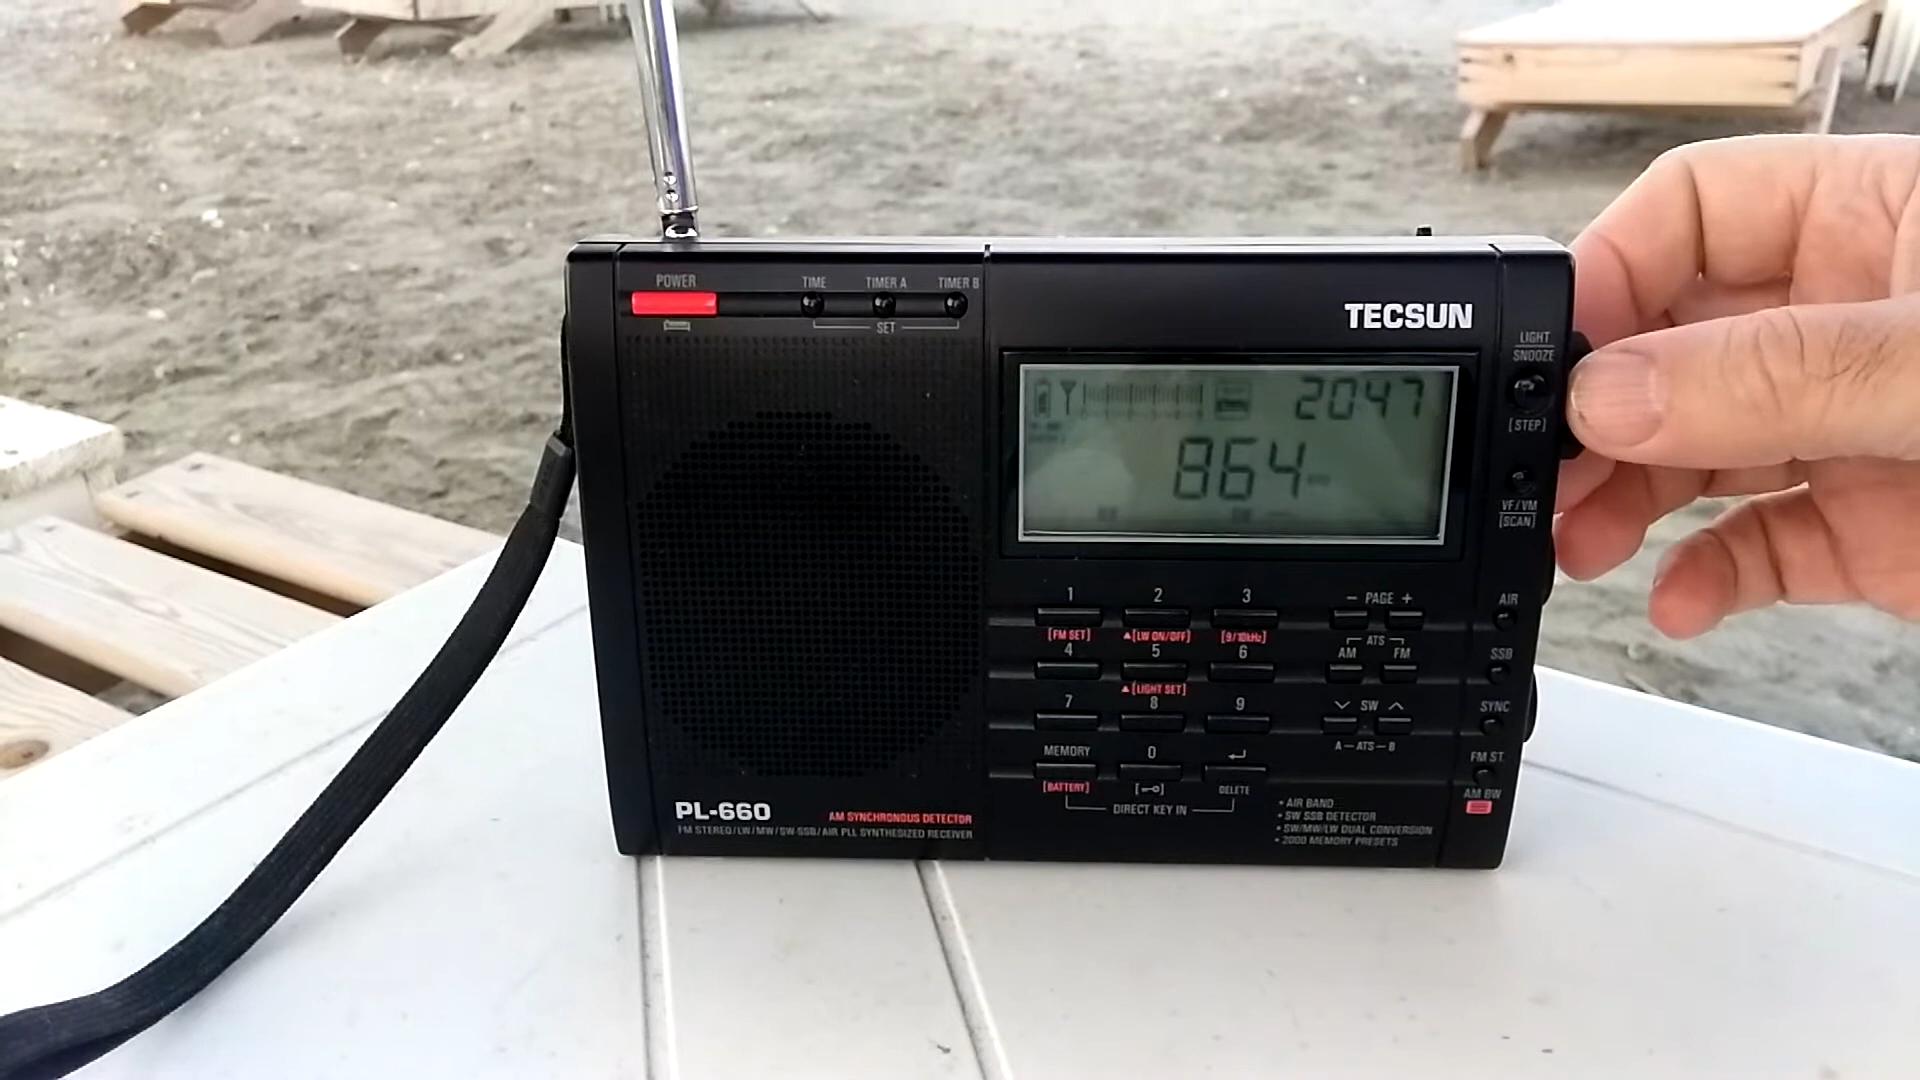 POWER
TIME TIMER A TIMER B
SET
TECSUN
LIGHT
SNOOZE
[STEP]
2047
864
VF/VM
[SCAN]
1 2 3 − PAGE +
[FM SET] ▲[LW ON/OFF] [9/10kHz]
ATS
4 5 6 AM FM
▲[LIGHT SET]
7 8 9 SW
A — ATS — B
MEMORY 0
[BATTERY] DELETE
DIRECT KEY IN
AIR
SSB
SYNC
FM ST.
AM BW
PL-660
AM SYNCHRONOUS DETECTOR
FM STEREO/LW/MW/SW-SSB/AIR PLL SYNTHESIZED RECEIVER
• AIR BAND
• SW SSB DETECTOR
• SW/MW/LW DUAL CONVERSION
• 2000 MEMORY PRESETS